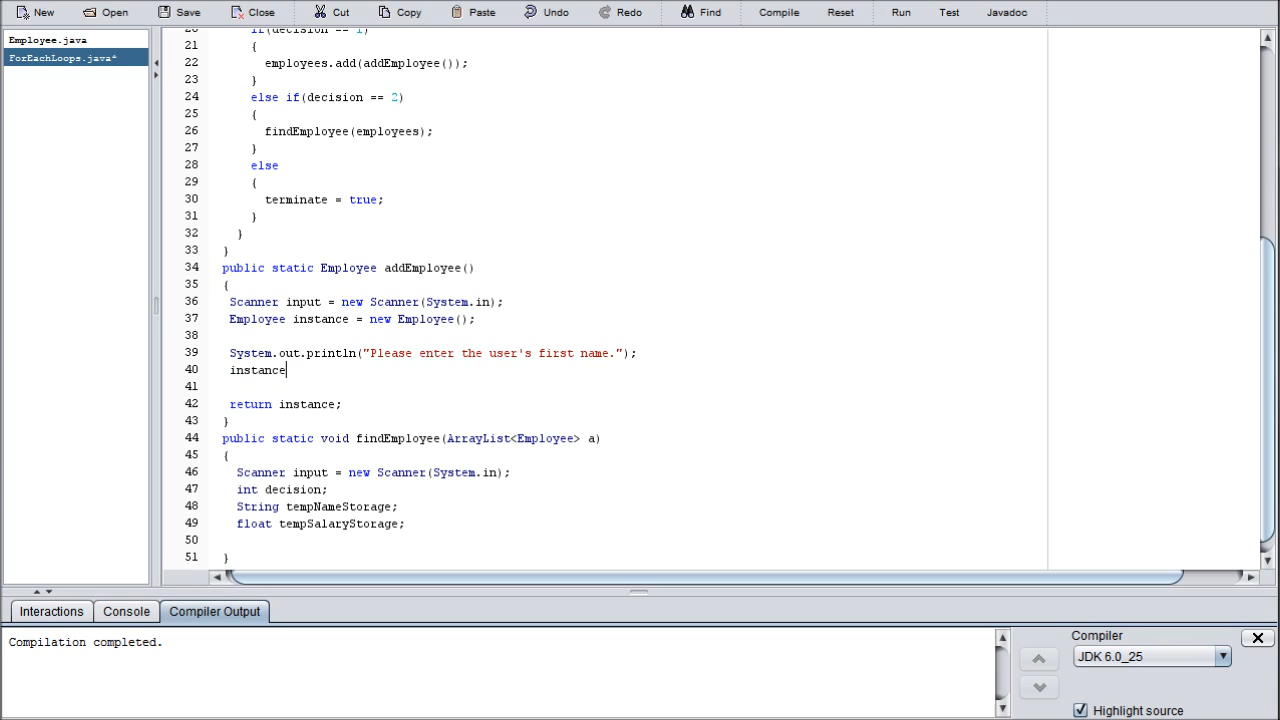 New Open Save Close Cut Copy Paste Undo Redo Find Compile Reset Run Test Javadoc
Employee.java
ForEachLoops.java*
20 if(decision == 1)
21 {
22 employees.add(addEmployee());
23 }
24 else if(decision == 2)
25 {
26 findEmployee(employees);
27 }
28 else
29 {
30 terminate = true;
31 }
32 }
33 }
34 public static Employee addEmployee()
35 {
36 Scanner input = new Scanner(System.in);
37 Employee instance = new Employee();
38
39 System.out.println("Please enter the user's first name.");
40 instance
41
42 return instance;
43 }
44 public static void findEmployee(ArrayList<Employee> a)
45 {
46 Scanner input = new Scanner(System.in);
47 int decision;
48 String tempNameStorage;
49 float tempSalaryStorage;
50
51 }
Interactions Console Compiler Output
Compilation completed.
Compiler
JDK 6.0_25
Highlight source